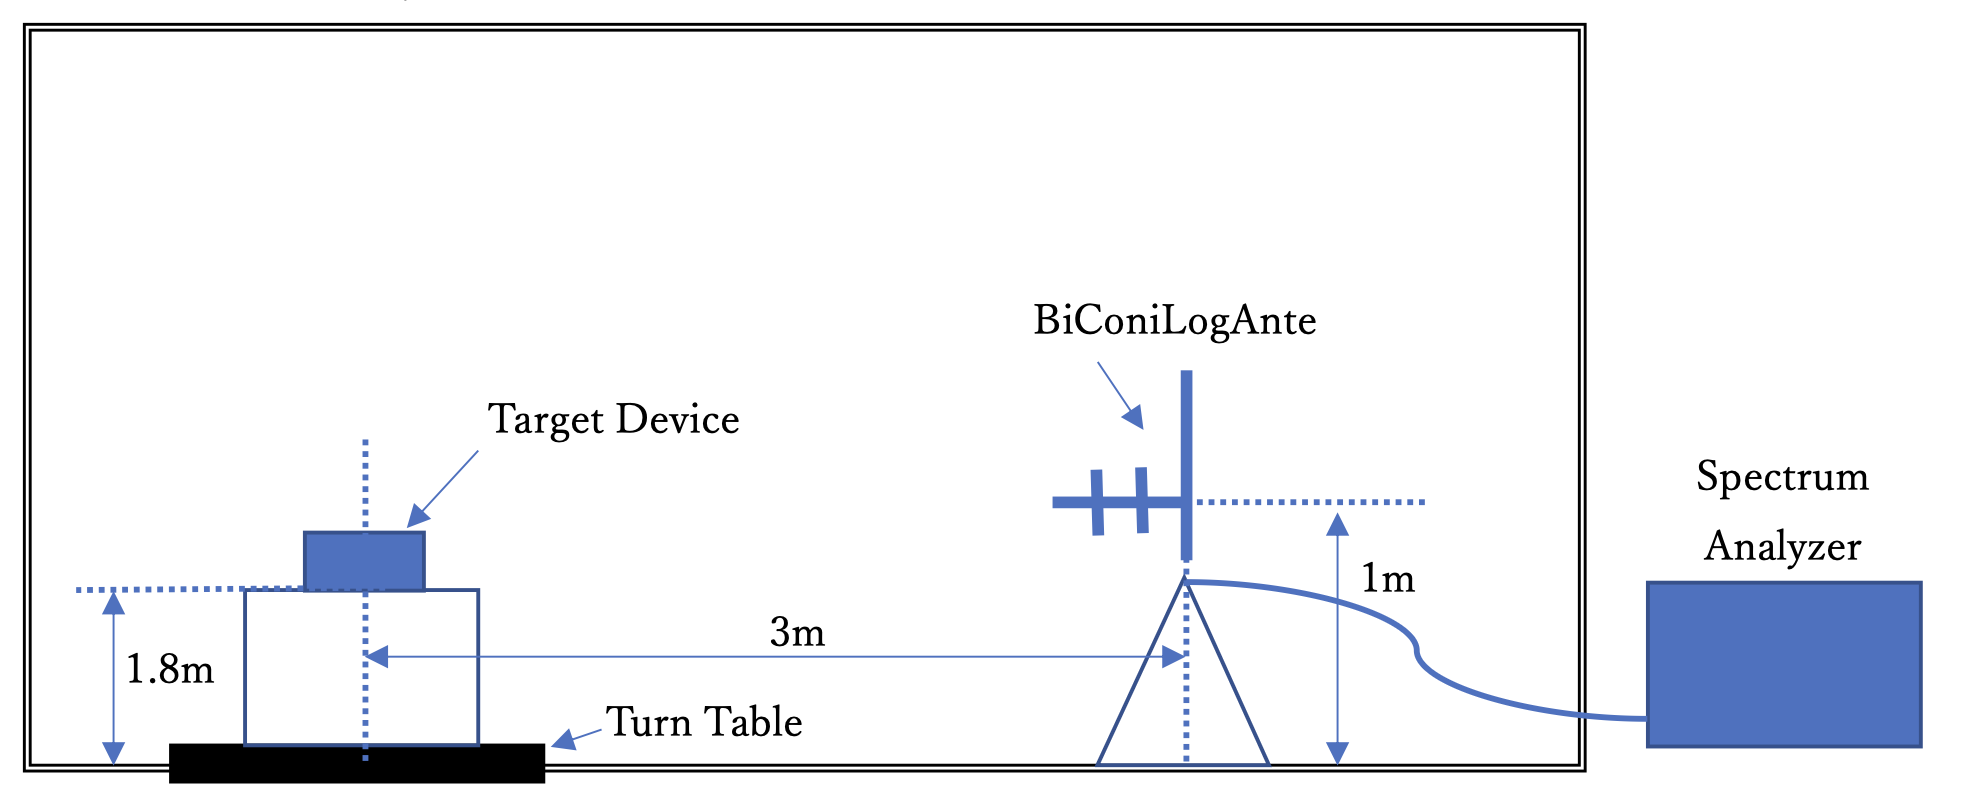 BiConiLogAnte
Target Device
Spectrum
Analyzer
1m
3m
1.8m
Turn Table